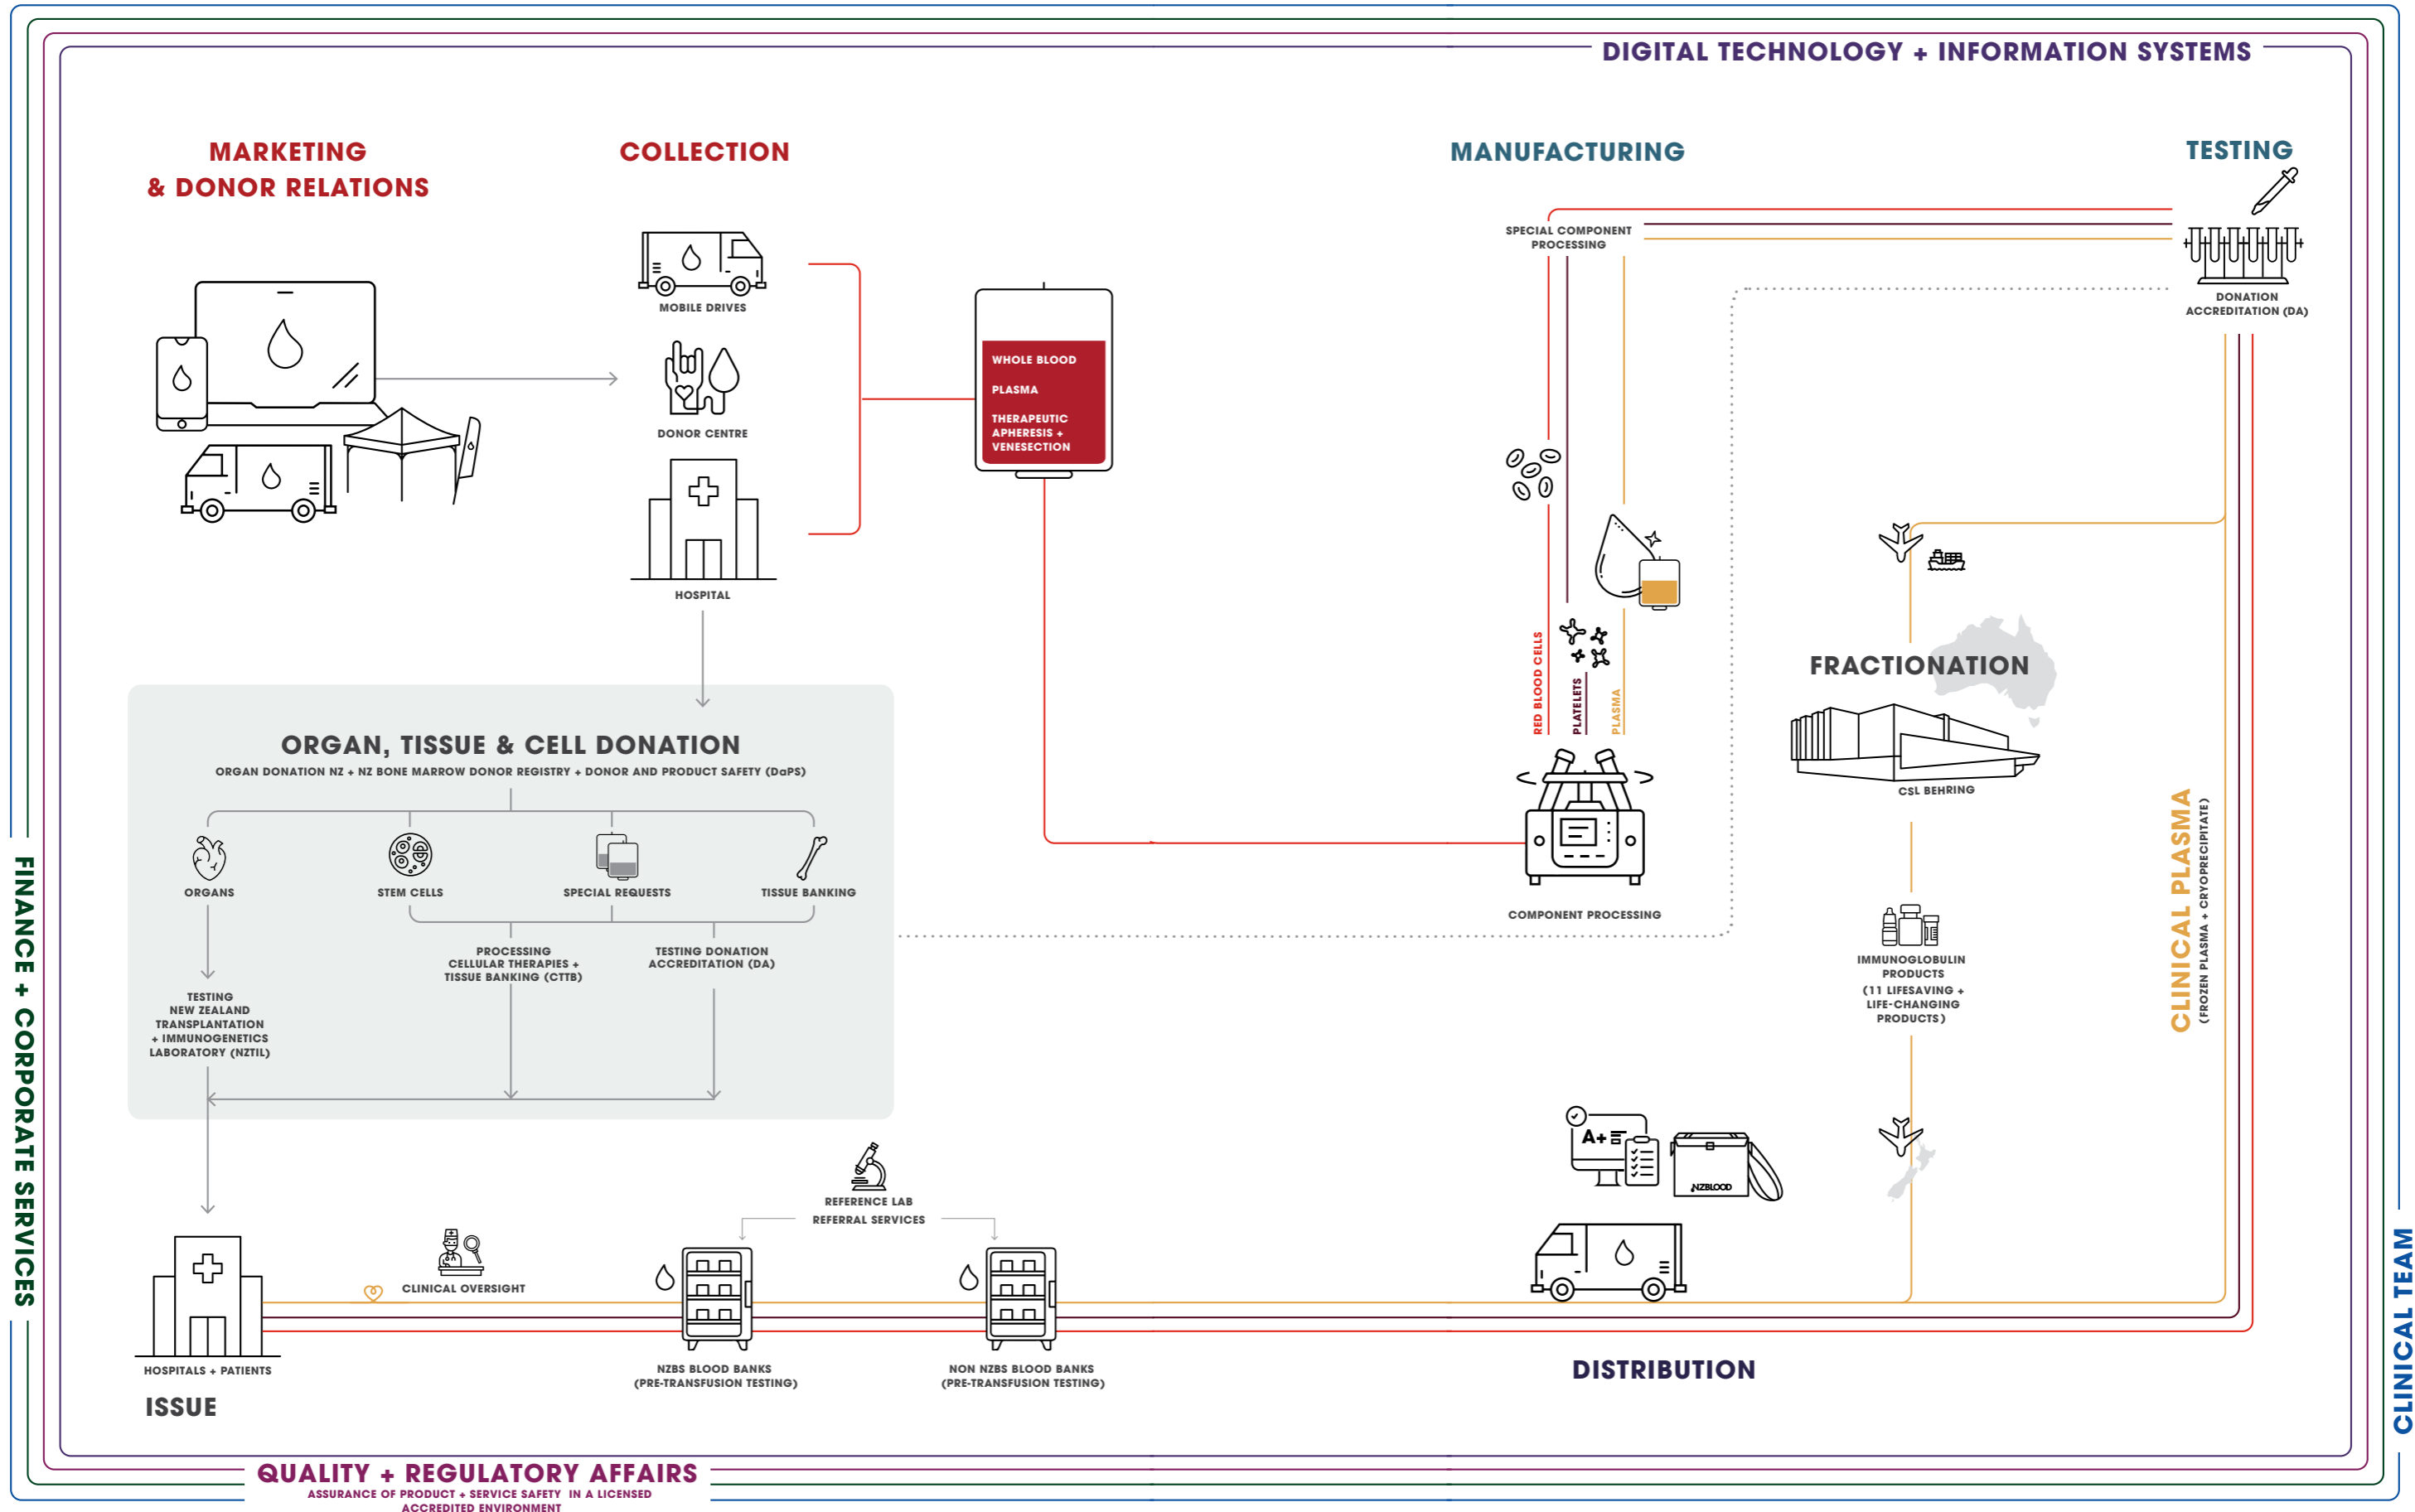 DIGITAL TECHNOLOGY + INFORMATION SYSTEMS
MARKETING
& DONOR RELATIONS
COLLECTION
MOBILE DRIVES
DONOR CENTRE
HOSPITAL
WHOLE BLOOD
PLASMA
THERAPEUTIC
APHERESIS +
VENESECTION
MANUFACTURING
SPECIAL COMPONENT
PROCESSING
RED BLOOD CELLS
PLATELETS
PLASMA
COMPONENT PROCESSING
TESTING
DONATION
ACCREDITATION (DA)
FRACTIONATION
CSL BEHRING
IMMUNOGLOBULIN
PRODUCTS
(11 LIFESAVING +
LIFE-CHANGING
PRODUCTS)
CLINICAL PLASMA
(FROZEN PLASMA + CRYOPRECIPITATE)
ORGAN, TISSUE & CELL DONATION
ORGAN DONATION NZ + NZ BONE MARROW DONOR REGISTRY + DONOR AND PRODUCT SAFETY (DaPS)
ORGANS
STEM CELLS
SPECIAL REQUESTS
TISSUE BANKING
PROCESSING
CELLULAR THERAPIES +
TISSUE BANKING (CTTB)
TESTING DONATION
ACCREDITATION (DA)
TESTING
NEW ZEALAND
TRANSPLANTATION
+ IMMUNOGENETICS
LABORATORY (NZTIL)
REFERENCE LAB
REFERRAL SERVICES
A+
NZBLOOD
CLINICAL OVERSIGHT
HOSPITALS + PATIENTS
ISSUE
NZBS BLOOD BANKS
(PRE-TRANSFUSION TESTING)
NON NZBS BLOOD BANKS
(PRE-TRANSFUSION TESTING)
DISTRIBUTION
FINANCE + CORPORATE SERVICES
CLINICAL TEAM
QUALITY + REGULATORY AFFAIRS
ASSURANCE OF PRODUCT + SERVICE SAFETY IN A LICENSED
ACCREDITED ENVIRONMENT